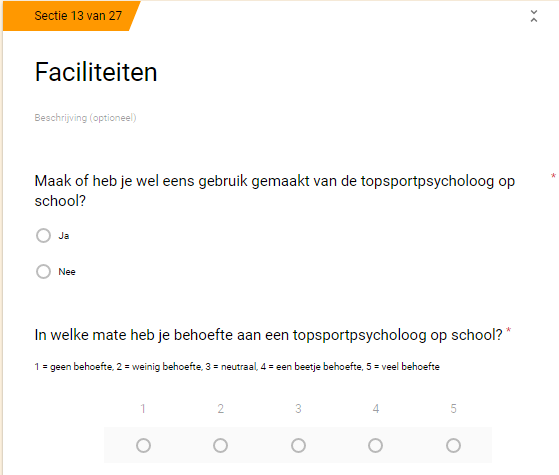 Sectie 13 van 27
Faciliteiten
Beschrijving (optioneel)
Maak of heb je wel eens gebruik gemaakt van de topsportpsycholoog op *
school?
Ja
Nee
In welke mate heb je behoefte aan een topsportpsycholoog op school? *
1 = geen behoefte, 2 = weinig behoefte, 3 = neutraal, 4 = een beetje behoefte, 5 = veel behoefte
1 2 3 4 5